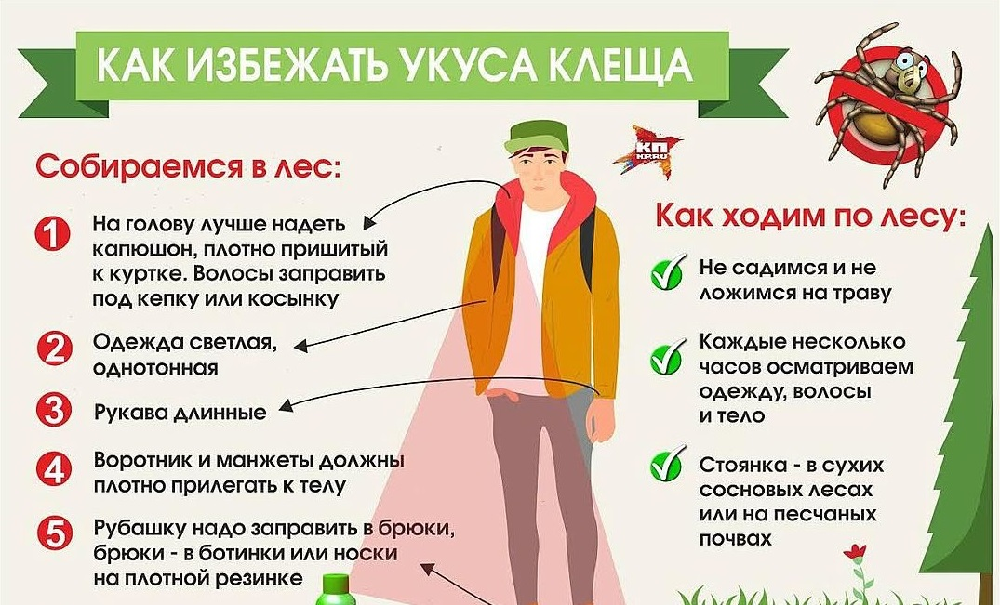 КАК ИЗБЕЖАТЬ УКУСА КЛЕЩА
КП
KP.RU
Собираемся в лес:
1 На голову лучше надеть
капюшон, плотно пришитый
к куртке. Волосы заправить
под кепку или косынку
2 Одежда светлая,
однотонная
3 Рукава длинные
4 Воротник и манжеты должны
плотно прилегать к телу
5 Рубашку надо заправить в брюки,
брюки - в ботинки или носки
на плотной резинке
Как ходим по лесу:
Не садимся и не
ложимся на траву
Каждые несколько
часов осматриваем
одежду, волосы
и тело
Стоянка - в сухих
сосновых лесах
или на песчаных
почвах